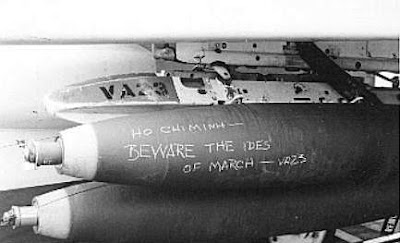 VA-23
HO CHI MINH —
BEWARE THE IDES
OF MARCH — VA23